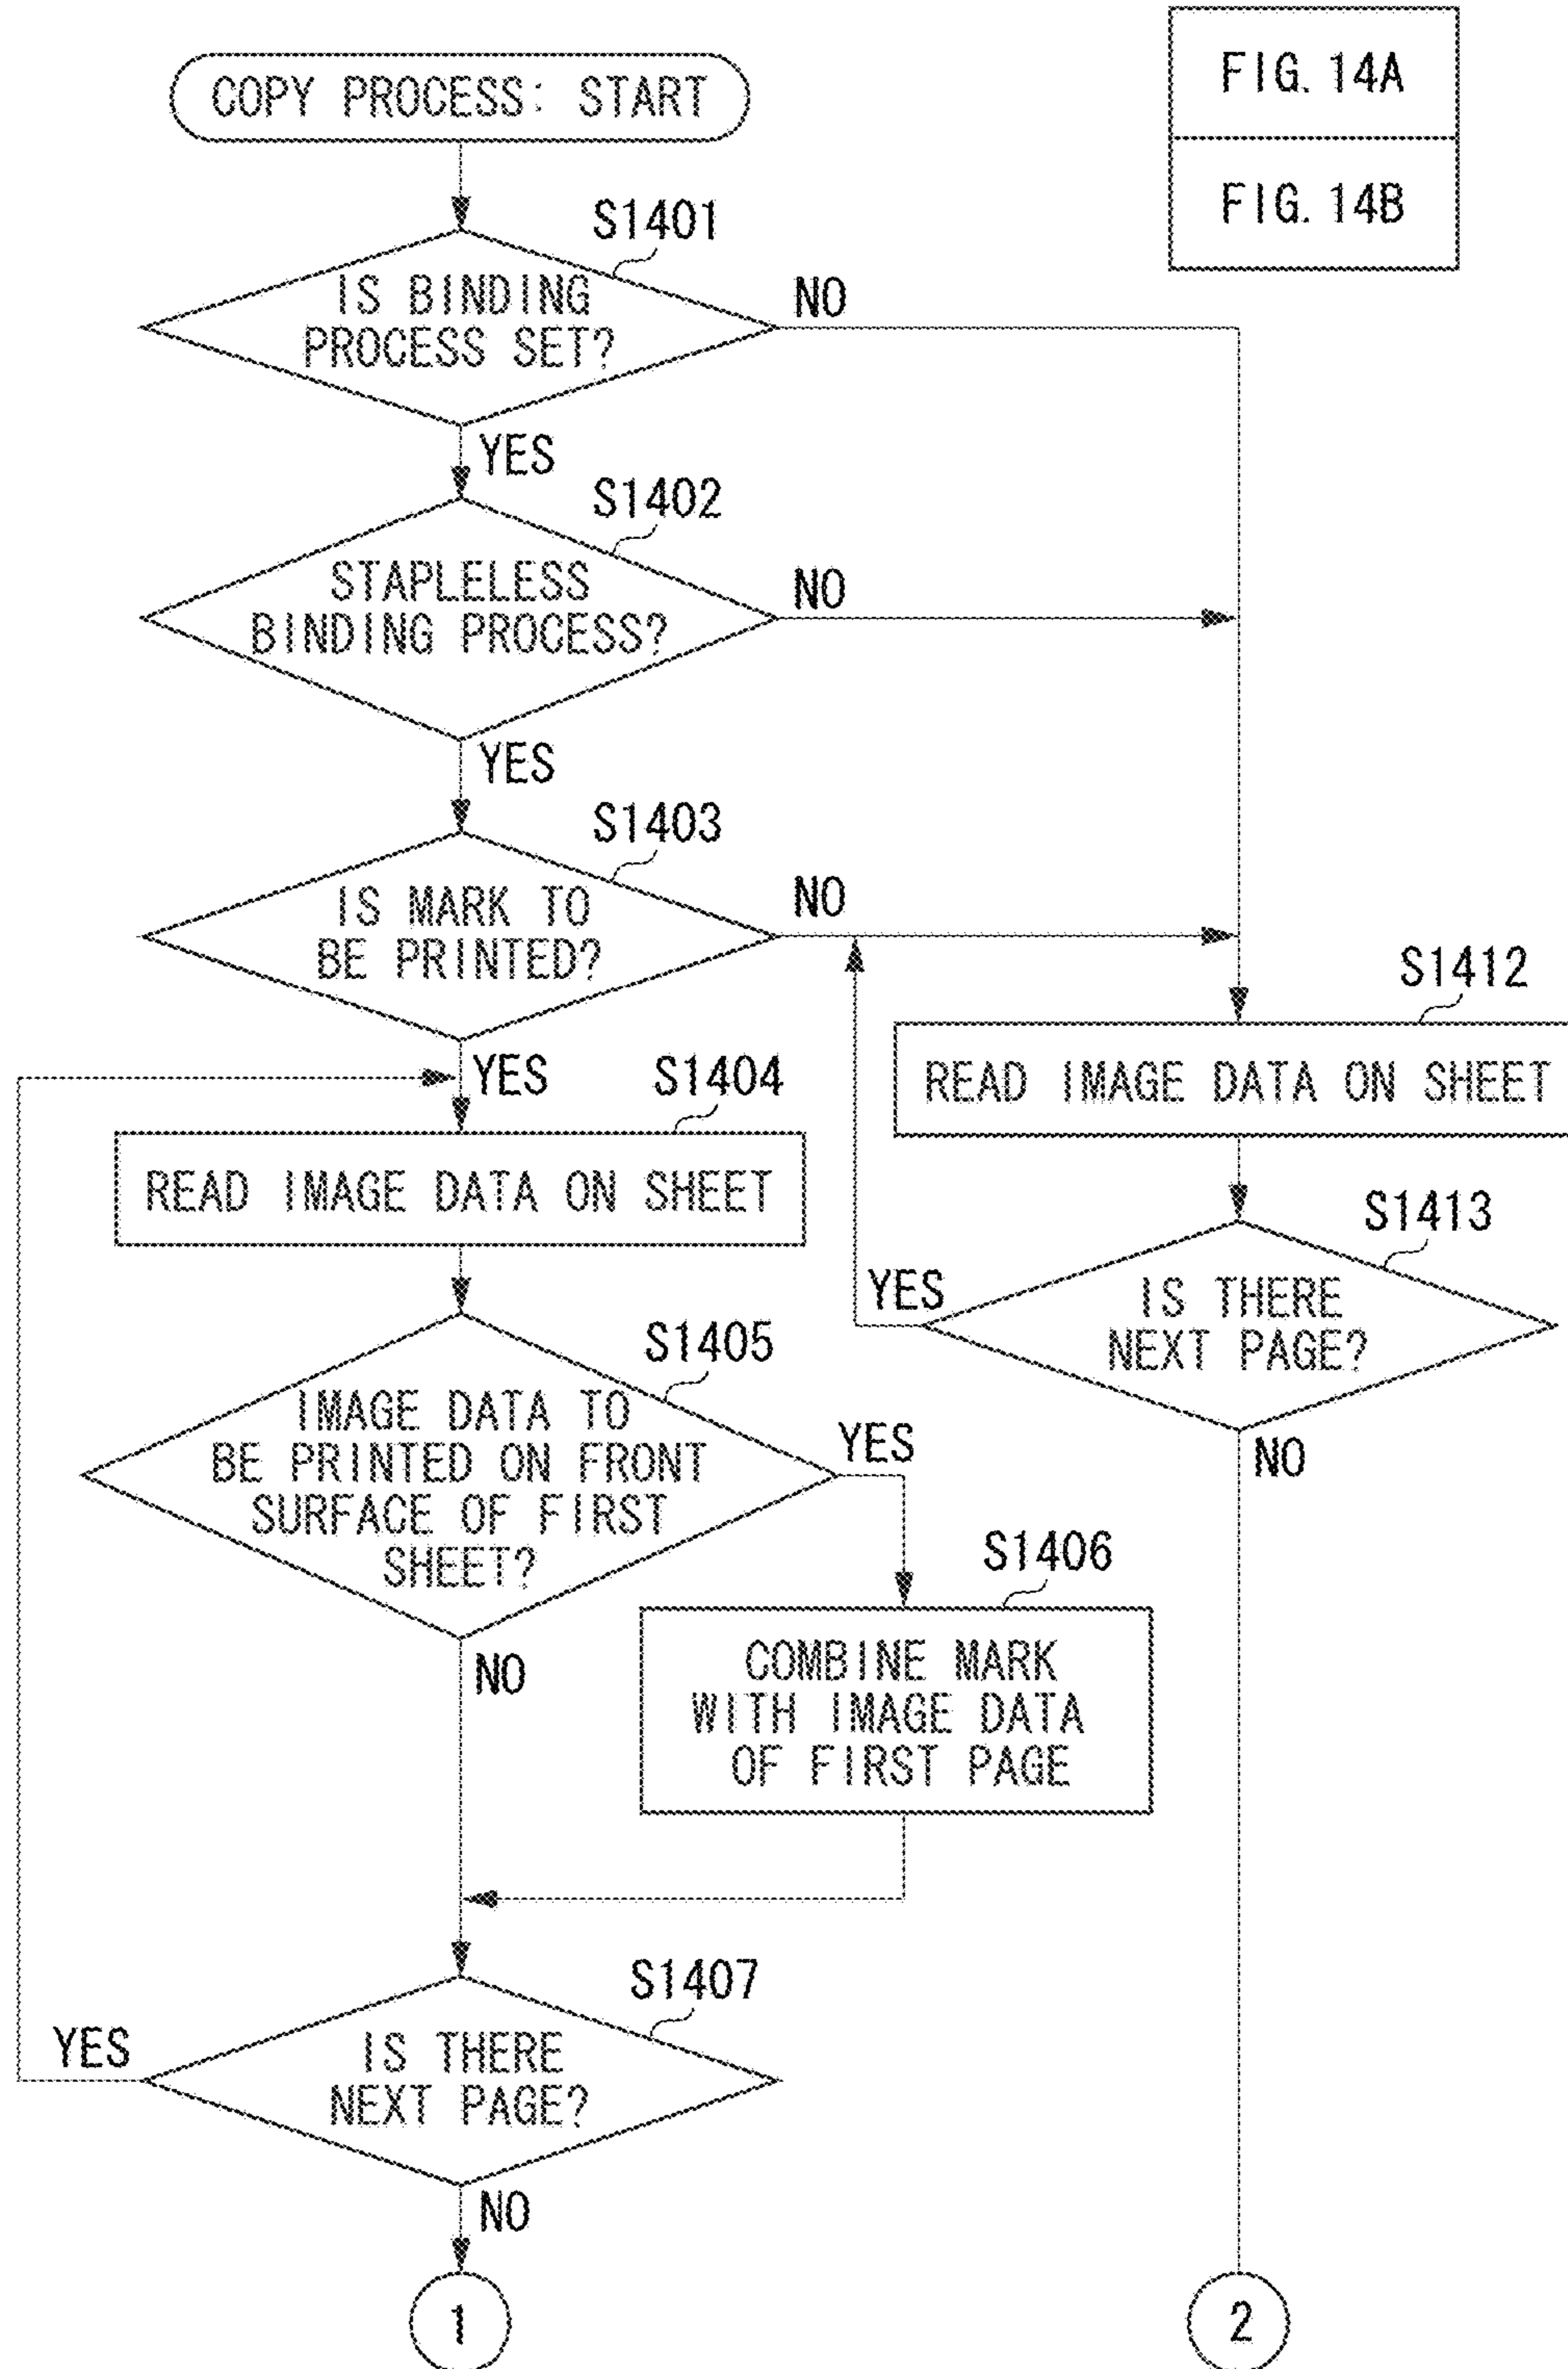 FIG. 14A
FIG. 14B
COPY PROCESS: START
S1401
IS BINDING
PROCESS SET?
NO
YES
S1402
STAPLELESS
BINDING PROCESS?
NO
YES
S1403
IS MARK TO
BE PRINTED?
NO
YES
S1404
READ IMAGE DATA ON SHEET
S1412
READ IMAGE DATA ON SHEET
S1413
IS THERE
NEXT PAGE?
YES
NO
S1405
IMAGE DATA TO
BE PRINTED ON FRONT
SURFACE OF FIRST
SHEET?
YES
NO
S1406
COMBINE MARK
WITH IMAGE DATA
OF FIRST PAGE
S1407
IS THERE
NEXT PAGE?
YES
NO
1
2